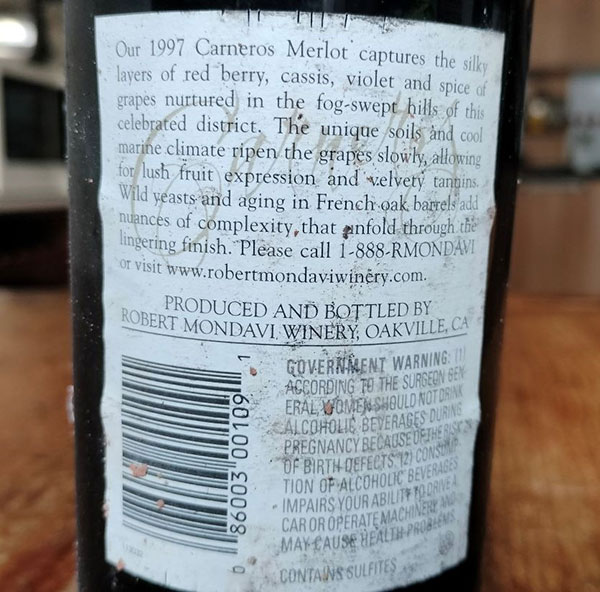 Our 1997 Carneros Merlot captures the silky
layers of red berry, cassis, violet and spice of
grapes nurtured in the fog-swept hills of this
celebrated district. The unique soils and cool
marine climate ripen the grapes slowly, allowing
for lush fruit expression and velvety tannins.
Wild yeasts and aging in French oak barrels add
nuances of complexity that unfold through the
lingering finish. Please call 1-888-RMONDAVI
or visit www.robertmondaviwinery.com.
PRODUCED AND BOTTLED BY
ROBERT MONDAVI WINERY, OAKVILLE, CA
GOVERNMENT WARNING: (1)
ACCORDING TO THE SURGEON GEN-
ERAL, WOMEN SHOULD NOT DRINK
ALCOHOLIC BEVERAGES DURING
PREGNANCY BECAUSE OF THE RISK
OF BIRTH DEFECTS. (2) CONSUMP-
TION OF ALCOHOLIC BEVERAGES
IMPAIRS YOUR ABILITY TO DRIVE A
CAR OR OPERATE MACHINERY AND
MAY CAUSE HEALTH PROBLEMS.
CONTAINS SULFITES
0 86003 00109 1